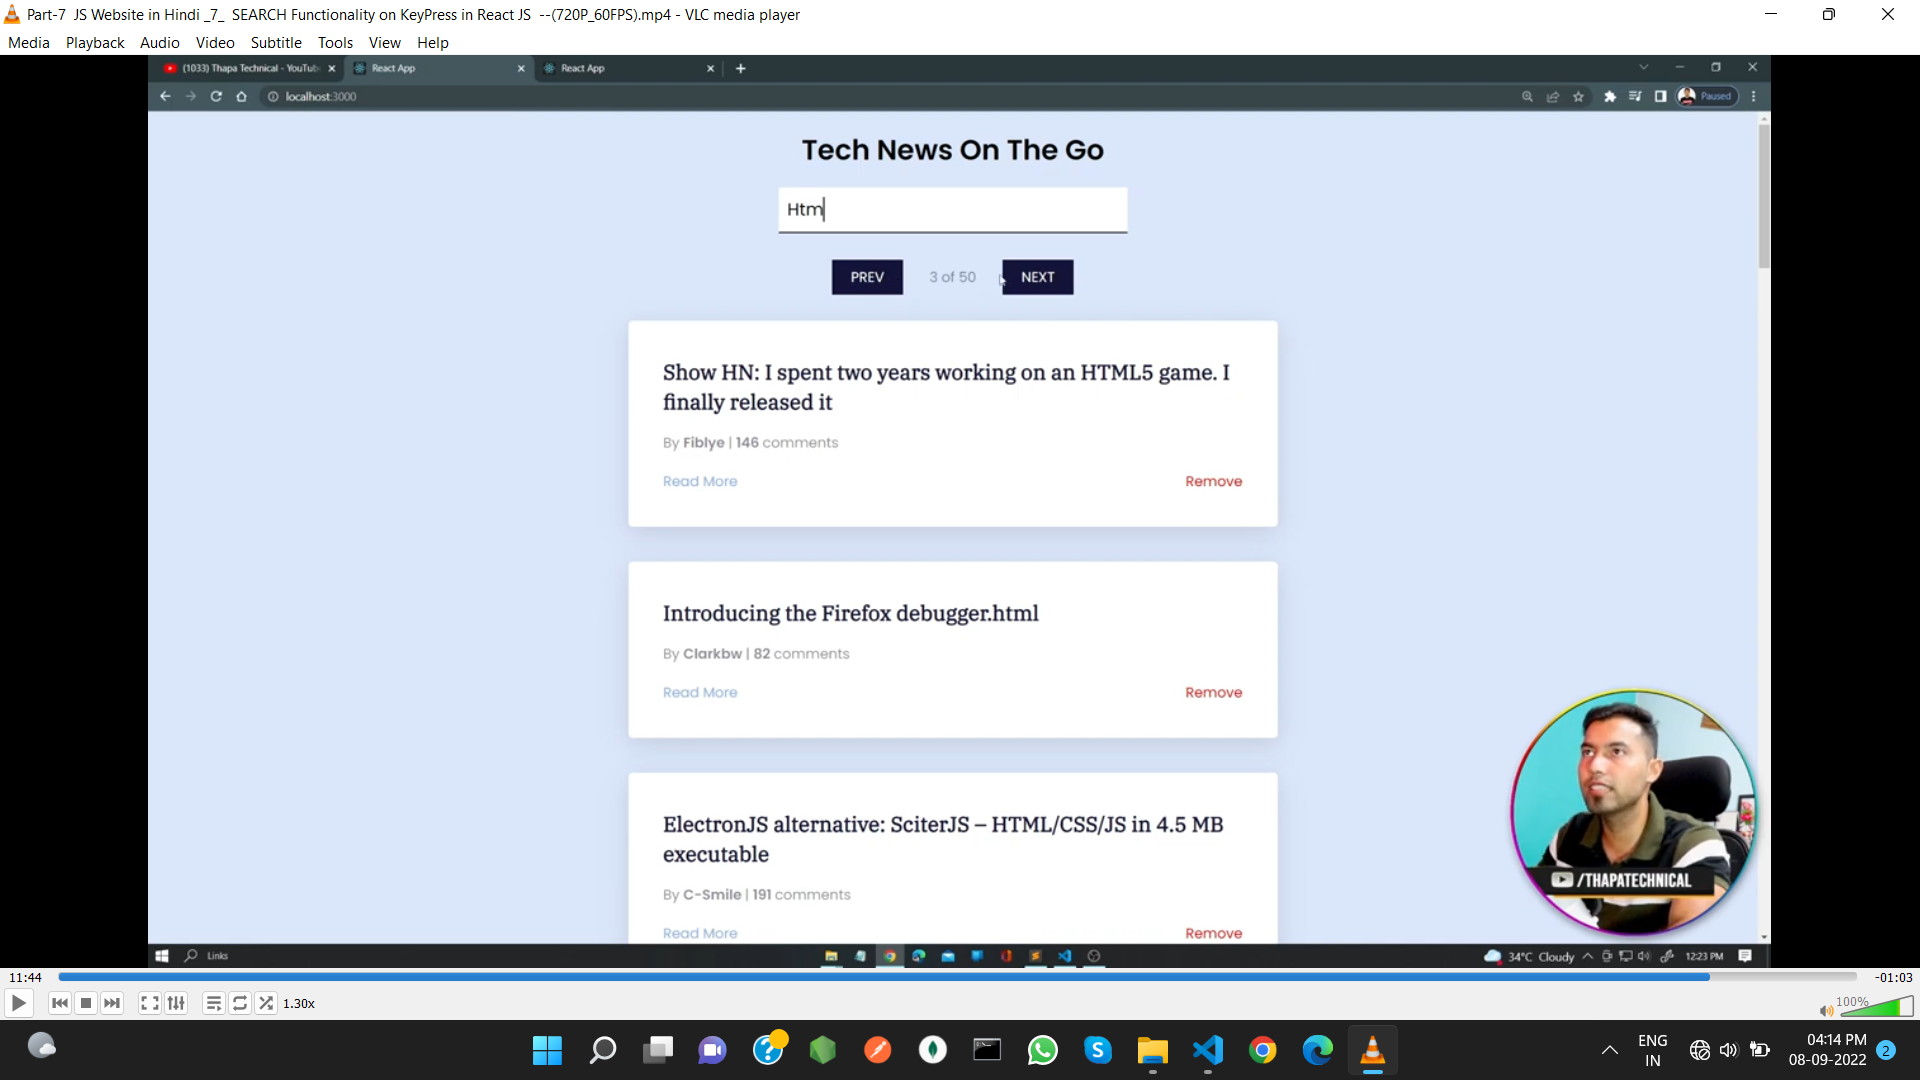 Part-7 JS Website in Hindi _7_ SEARCH Functionality on KeyPress in React JS --(720P_60FPS).mp4 - VLC media player
Media Playback Audio Video Subtitle Tools View Help
(1033) Thapa Technical - YouTub React App React App
localhost:3000 Paused
Tech News On The Go
Htm
PREV 3 of 50 NEXT
Show HN: I spent two years working on an HTML5 game. I
finally released it
By Fiblye | 146 comments
Read More Remove
Introducing the Firefox debugger.html
By Clarkbw | 82 comments
Read More Remove
ElectronJS alternative: SciterJS – HTML/CSS/JS in 4.5 MB
executable
By C-Smile | 191 comments
Read More Remove
/THAPATECHNICAL
Links 34°C Cloudy 12:23 PM
11:44 -01:03
1.30x 100%
ENG
IN
04:14 PM
08-09-2022 2